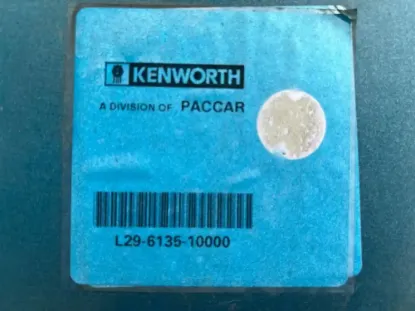 KENWORTH
A DIVISION OF PACCAR
L29-6135-10000